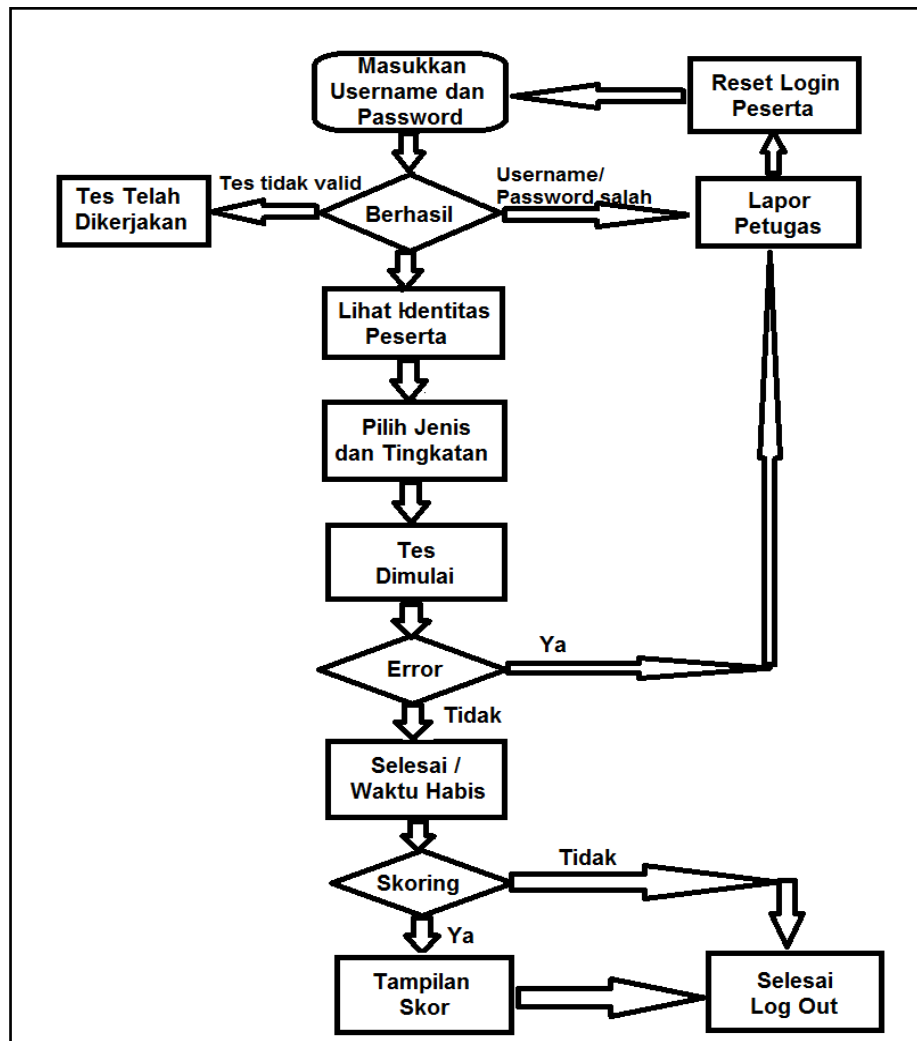 Masukkan
Username dan
Password
Reset Login
Peserta
Tes Telah
Dikerjakan
Tes tidak valid
Berhasil
Username/
Password salah
Lapor
Petugas
Lihat Identitas
Peserta
Pilih Jenis
dan Tingkatan
Tes
Dimulai
Error
Ya
Tidak
Selesai /
Waktu Habis
Skoring
Tidak
Ya
Tampilan
Skor
Selesai
Log Out